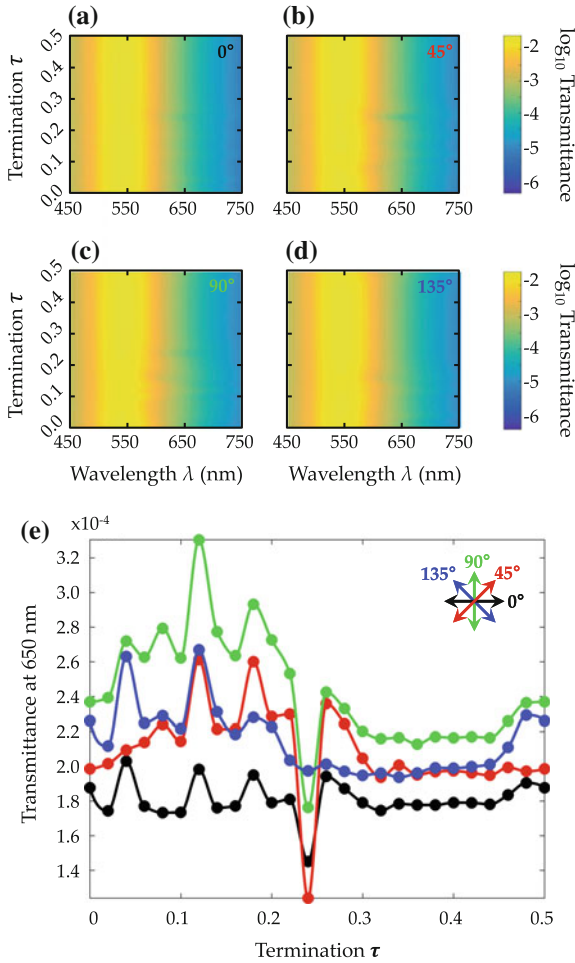 (a)
(b)
0°
45°
Termination τ
0.5
0.4
0.3
0.2
0.1
0.0
450 550 650 750
450 550 650 750
-2
-3
-4
-5
-6
log10 Transmittance
(c)
(d)
90°
135°
Termination τ
0.5
0.4
0.3
0.2
0.1
0.0
450 550 650 750
450 550 650 750
-2
-3
-4
-5
-6
log10 Transmittance
Wavelength λ (nm)
Wavelength λ (nm)
(e)
x10-4
3.2
2.8
2.6
2.4
2.2
2.0
1.8
1.6
1.4
Transmittance at 650 nm
90°
135°
45°
0°
0 0.1 0.2 0.3 0.4 0.5
Termination τ